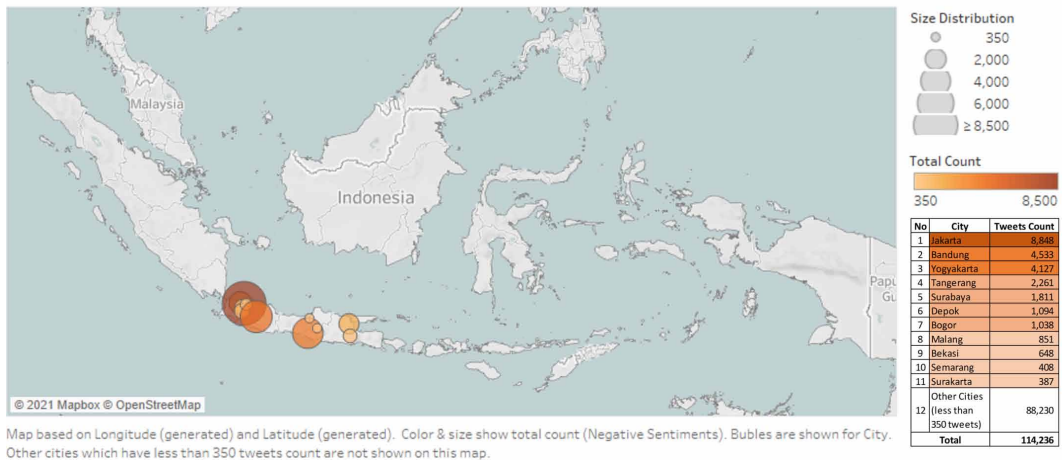 Malaysia
Indonesia
Papu
Gu
© 2021 Mapbox © OpenStreetMap
Map based on Longitude (generated) and Latitude (generated). Color & size show total count (Negative Sentiments). Bubles are shown for City.
Other cities which have less than 350 tweets count are not shown on this map.
Size Distribution
350
2,000
4,000
6,000
≥ 8,500
Total Count
350 8,500
No City Tweets Count
1 Jakarta 8,848
2 Bandung 4,533
3 Yogyakarta 4,127
4 Tangerang 2,261
5 Surabaya 1,811
6 Depok 1,094
7 Bogor 1,038
8 Malang 851
9 Bekasi 648
10 Semarang 408
11 Surakarta 387
Other Cities
12 (less than 88,230
350 tweets)
Total 114,236